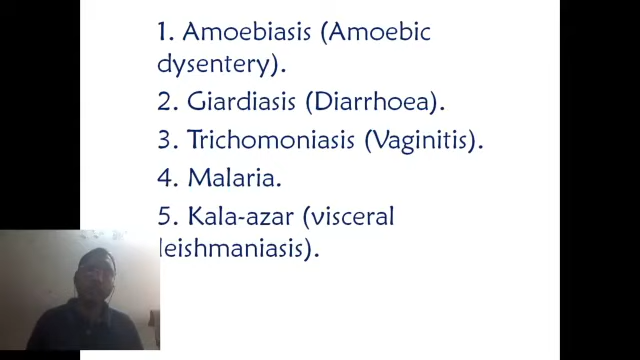 1. Amoebiasis (Amoebic
dysentery).
2. Giardiasis (Diarrhoea).
3. Trichomoniasis (Vaginitis).
4. Malaria.
5. Kala-azar (visceral
leishmaniasis).